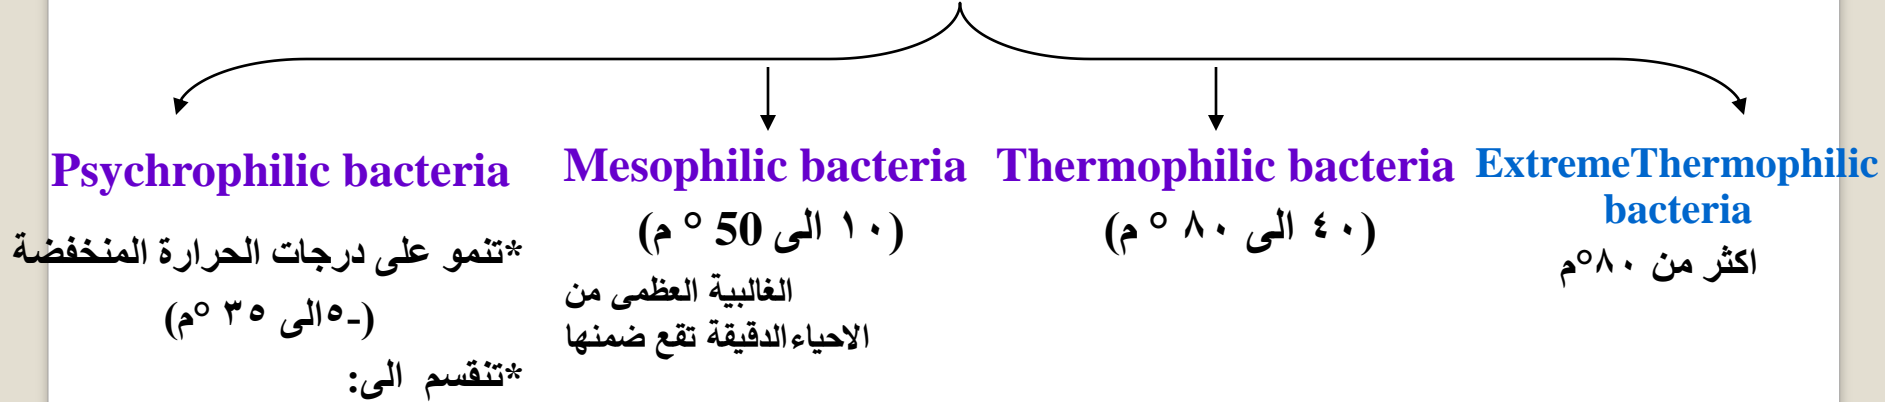 Psychrophilic bacteria
*تنمو على درجات الحرارة المنخفضة
(-٥الى ٣٥ °م)
*تنقسم الى:
Mesophilic bacteria
(١٠ الى 50 ° م)
الغالبية العظمى من
الاحياءالدقيقة تقع ضمنها
Thermophilic bacteria
(٤٠ الى ٨٠ ° م)
ExtremeThermophilic
bacteria
اكثر من ٨٠°م